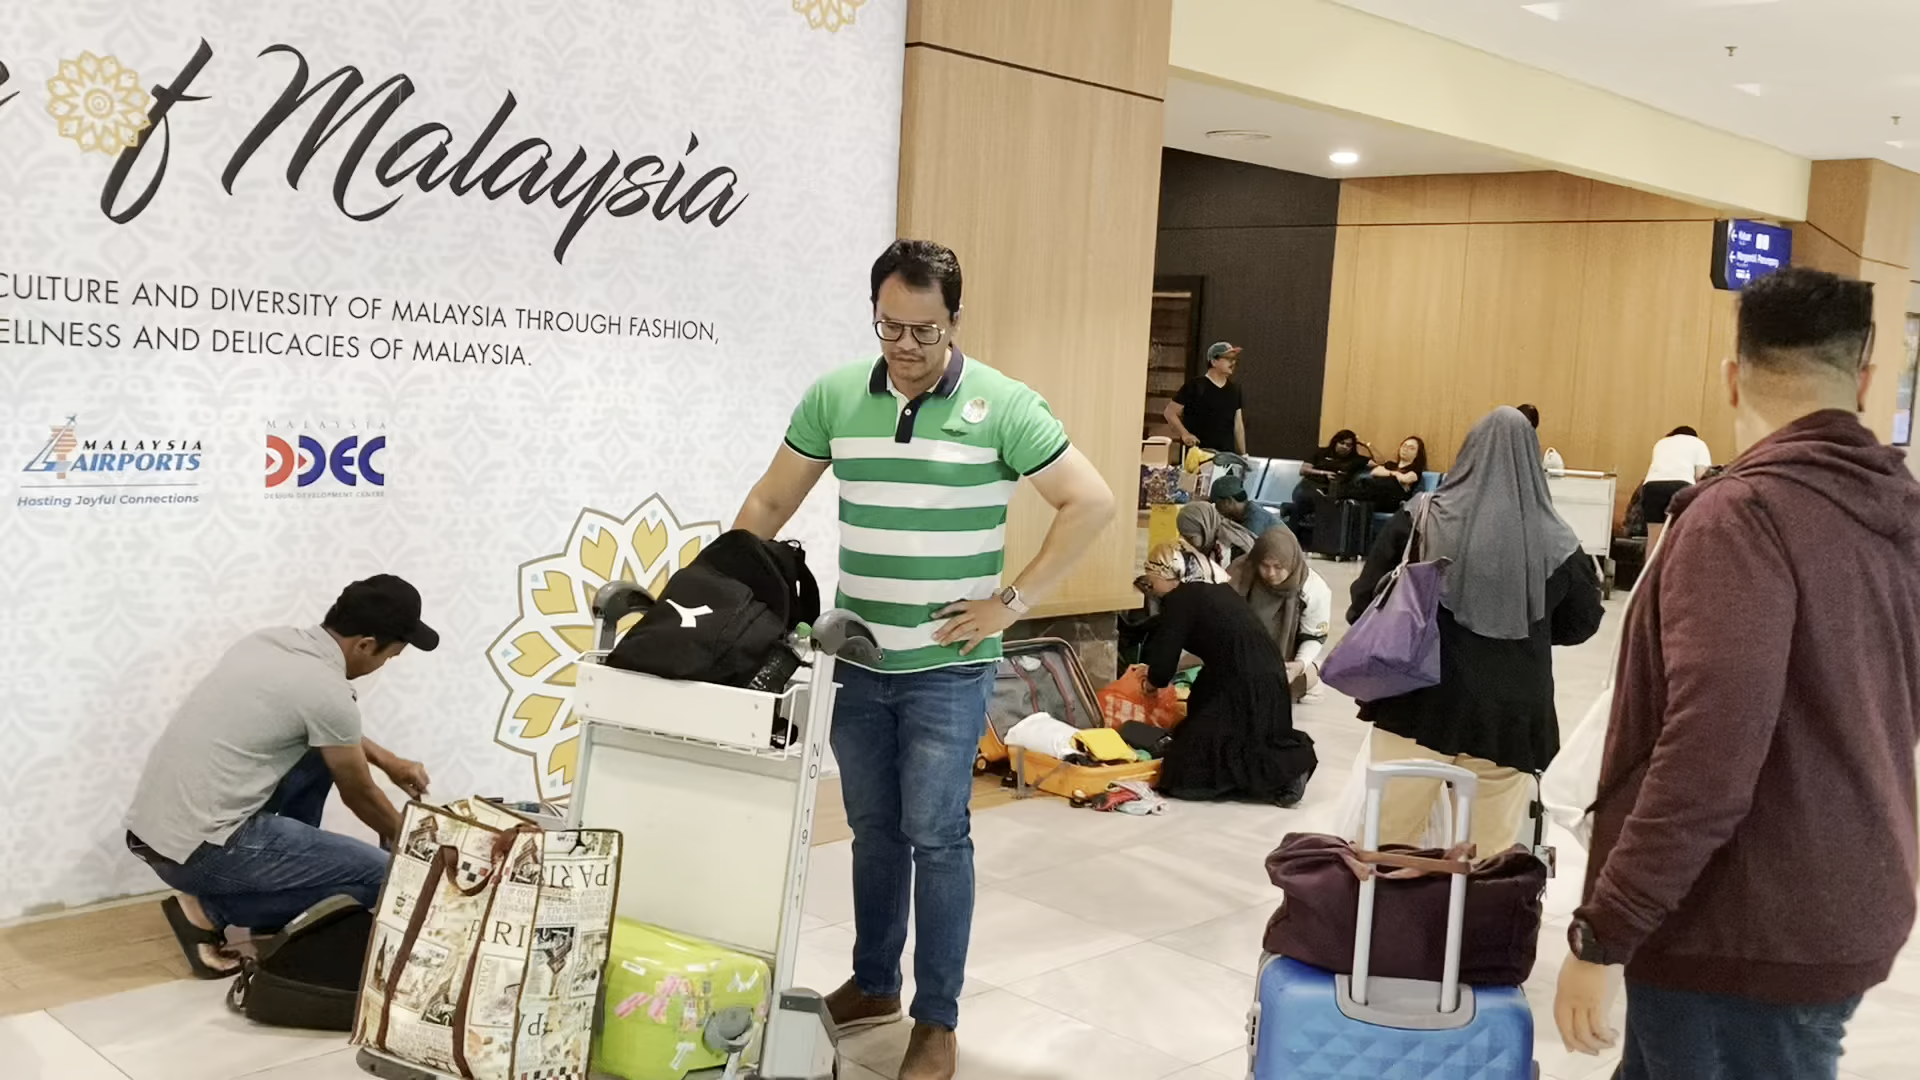 of Malaysia
CULTURE AND DIVERSITY OF MALAYSIA THROUGH FASHION,
ELLNESS AND DELICACIES OF MALAYSIA.
MALAYSIA
AIRPORTS
Hosting Joyful Connections
MALAYSIA
DDEC
DESIGN DEVELOPMENT CENTRE
PARIS